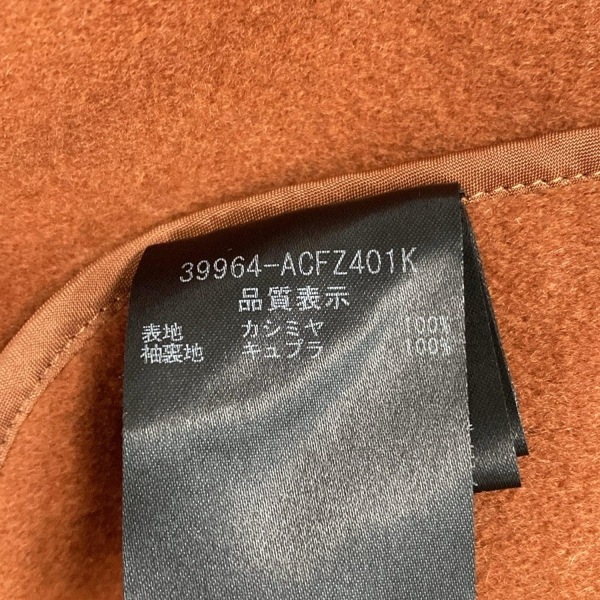 39964-ACFZ401K
品質表示
表地 カシミヤ 100%
袖裏地 キュプラ 100%